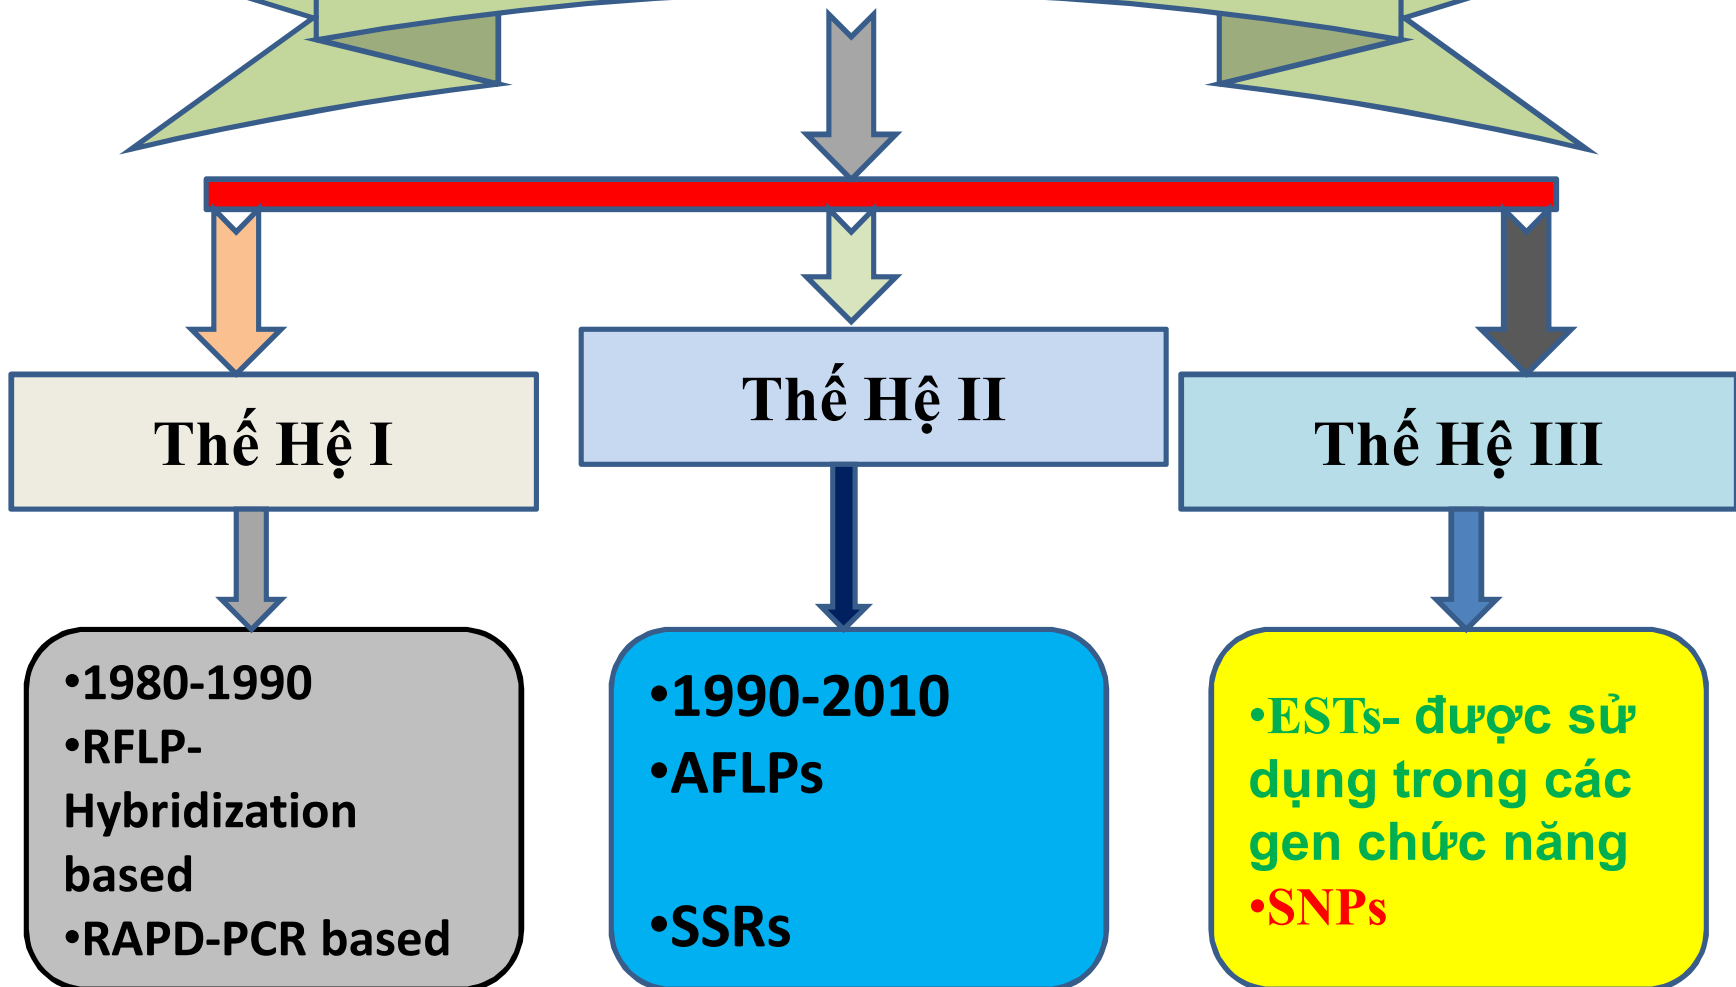 Thế Hệ I
Thế Hệ II
Thế Hệ III
•1980-1990
•RFLP-
Hybridization
based
•RAPD-PCR based
•1990-2010
•AFLPs
•SSRs
•ESTs- được sử
dụng trong các
gen chức năng
•SNPs